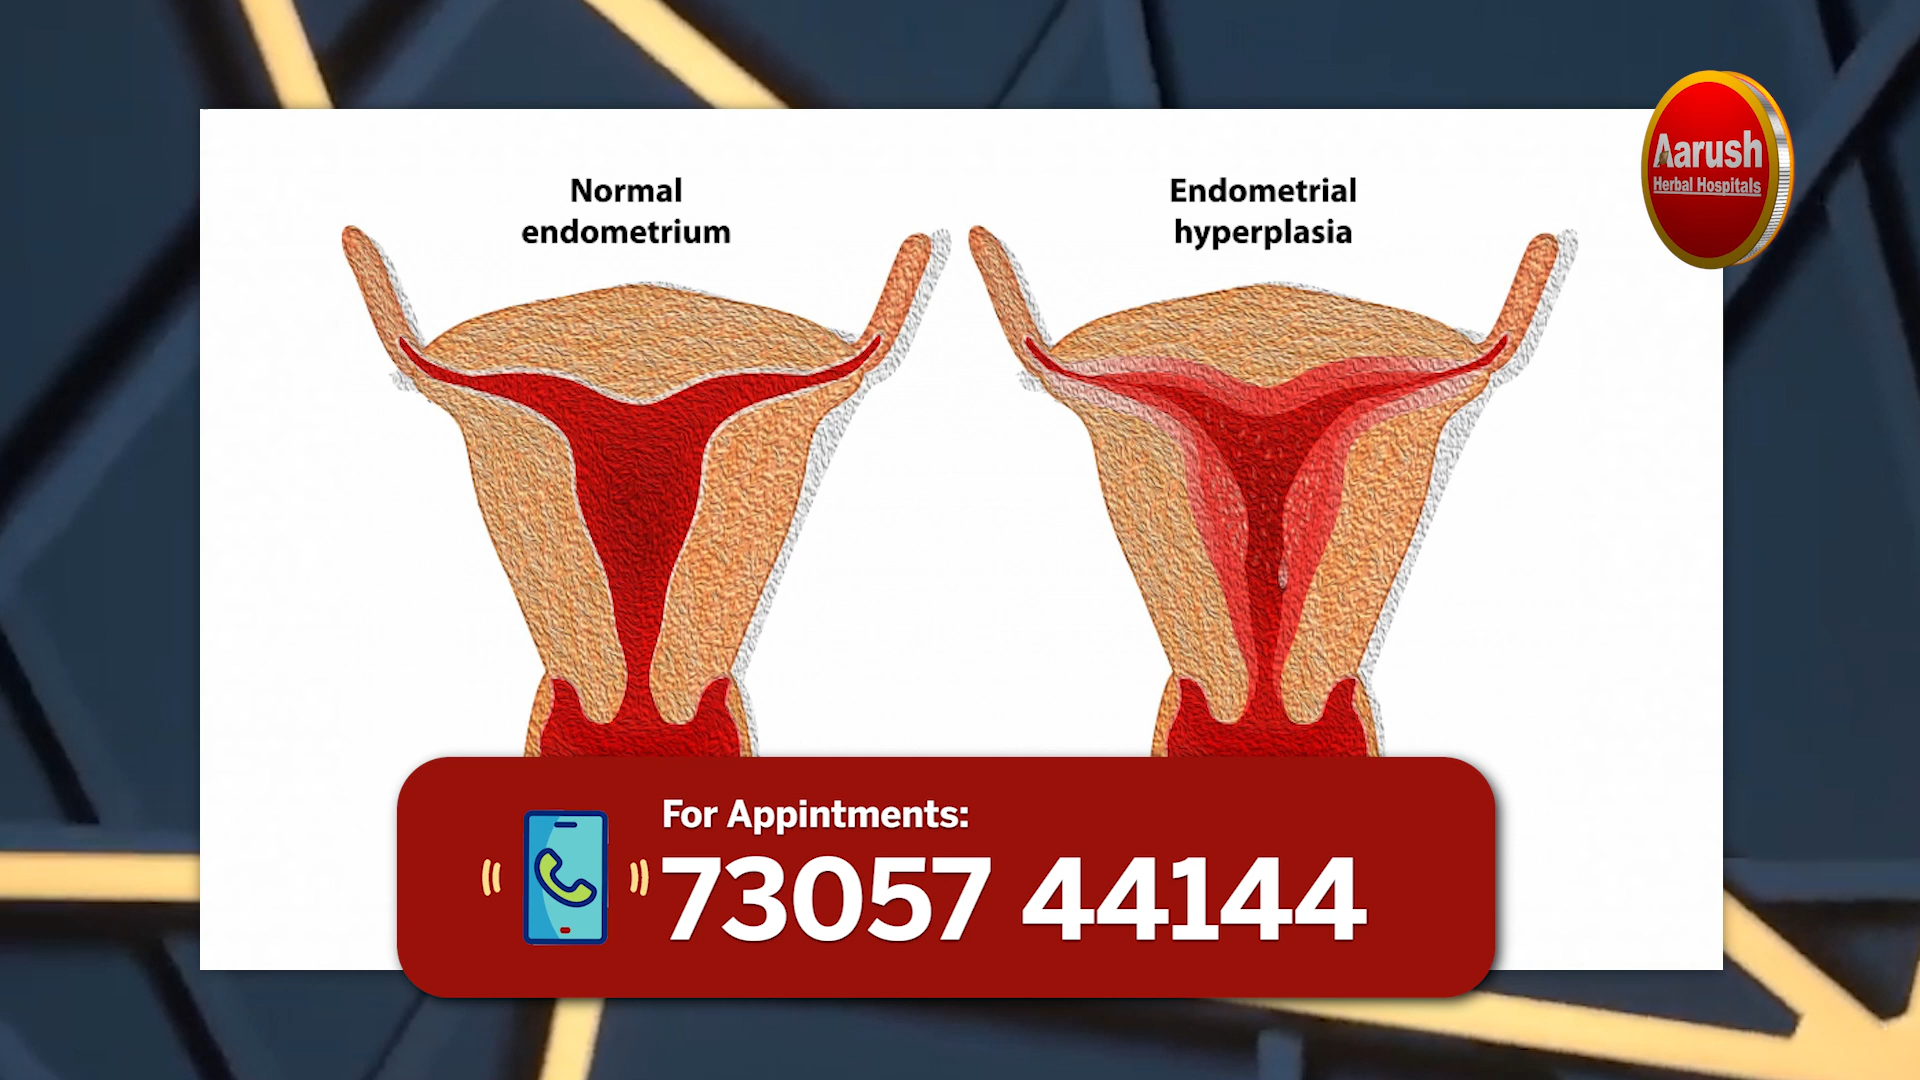 Normal
endometrium
Endometrial
hyperplasia
Aarush
Herbal Hospitals
For Appintments:
73057 44144